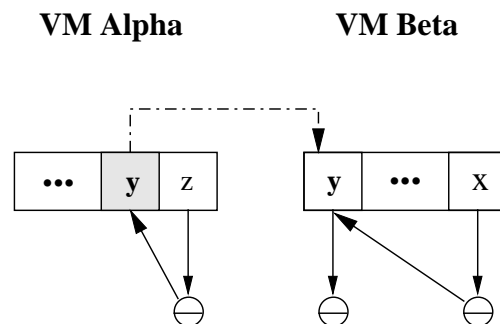 VM Alpha VM Beta
••• y z y ••• x